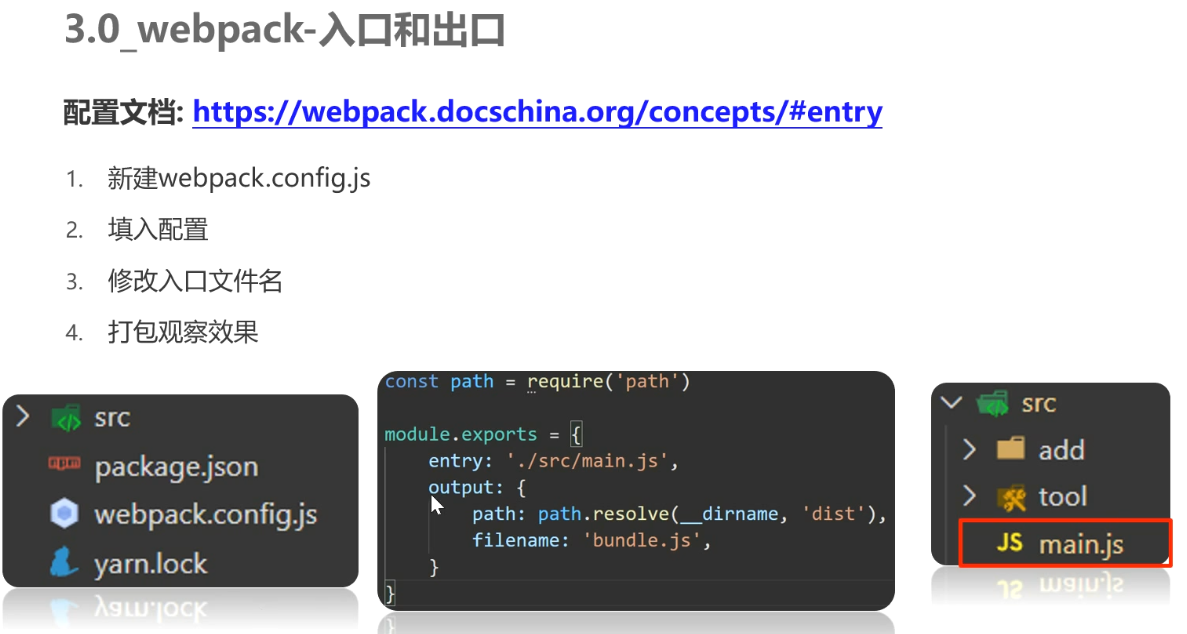 3.0_webpack-入口和出口
配置文档: https://webpack.docschina.org/concepts/#entry
1. 新建webpack.config.js
2. 填入配置
3. 修改入口文件名
4. 打包观察效果
src
package.json
webpack.config.js
yarn.lock
const path = require('path')
module.exports = {
entry: './src/main.js',
output: {
path: path.resolve(__dirname, 'dist'),
filename: 'bundle.js',
}
}
src
add
tool
JS main.js